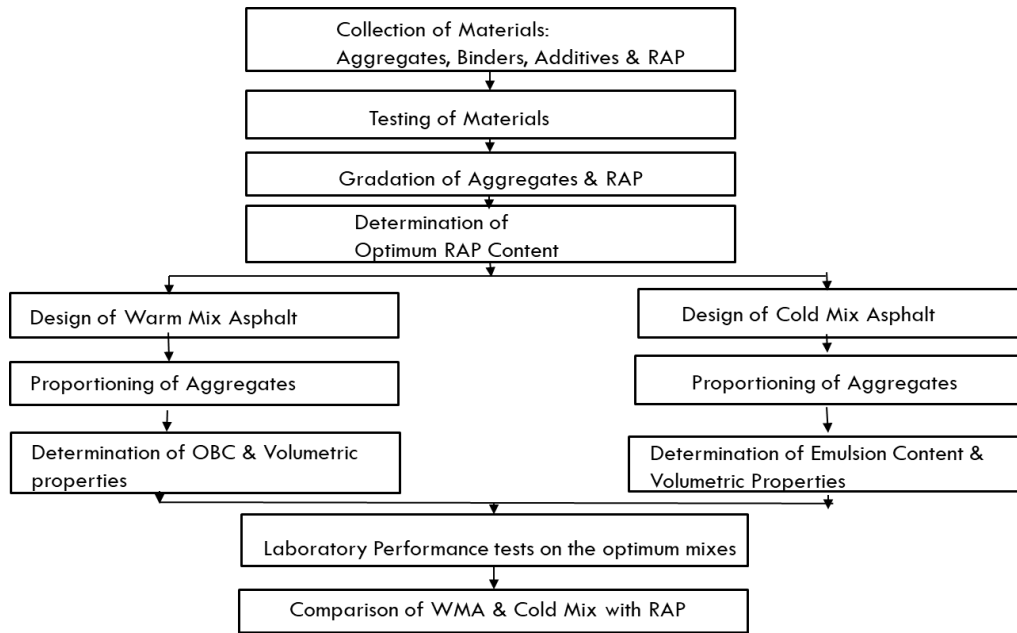 Collection of Materials:
Aggregates, Binders, Additives & RAP
Testing of Materials
Gradation of Aggregates & RAP
Determination of
Optimum RAP Content
Design of Warm Mix Asphalt
Design of Cold Mix Asphalt
Proportioning of Aggregates
Proportioning of Aggregates
Determination of OBC & Volumetric
properties
Determination of Emulsion Content &
Volumetric Properties
Laboratory Performance tests on the optimum mixes
Comparison of WMA & Cold Mix with RAP